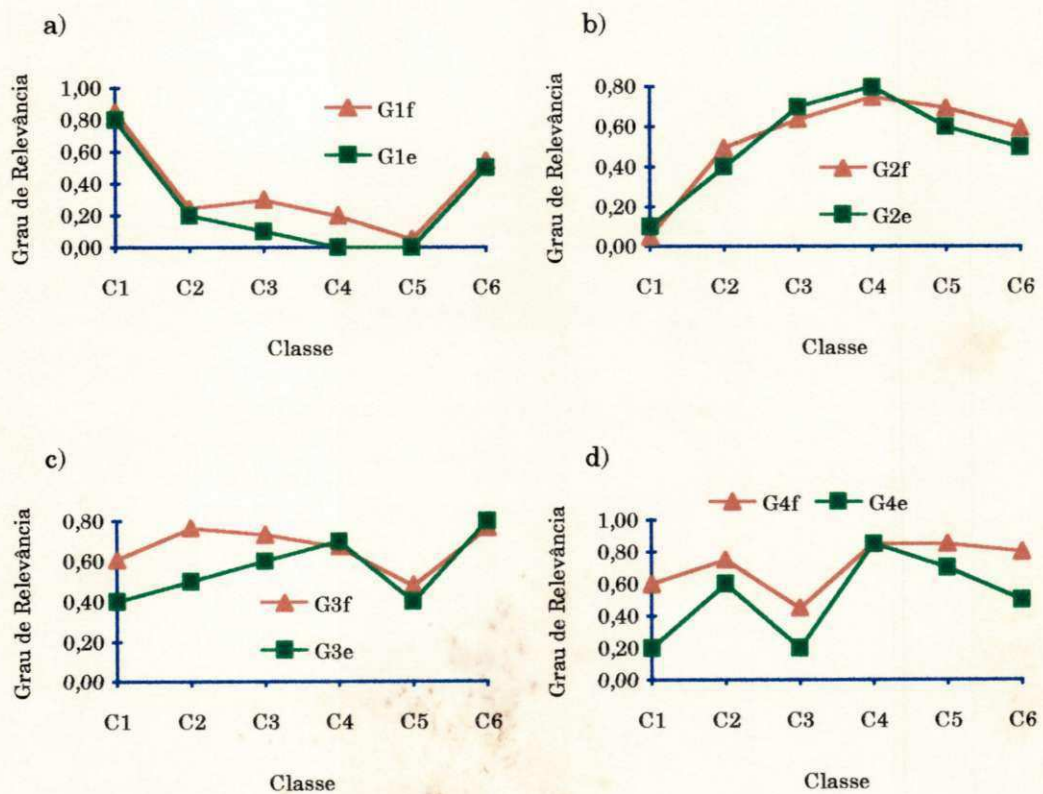 a)
Grau de Relevância
1,00
0,80
0,60
0,40
0,20
0,00
G1f
G1e
C1 C2 C3 C4 C5 C6
Classe
b)
Grau de Relevância
0,80
0,60
0,40
0,20
0,00
G2f
G2e
C1 C2 C3 C4 C5 C6
Classe
c)
Grau de Relevância
0,80
0,60
0,40
0,20
0,00
G3f
G3e
C1 C2 C3 C4 C5 C6
Classe
d)
G4f G4e
Grau de Relevância
1,00
0,80
0,60
0,40
0,20
0,00
C1 C2 C3 C4 C5 C6
Classe